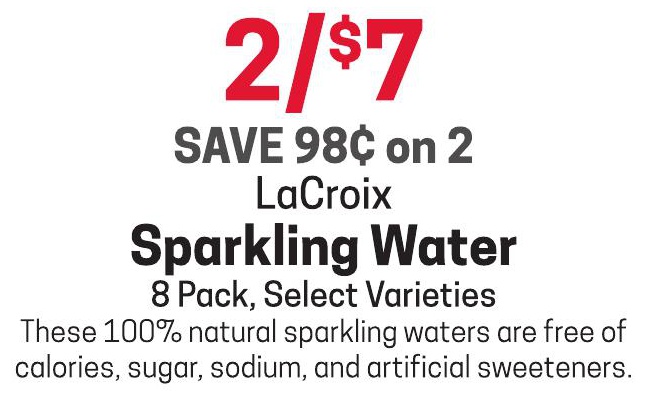 2/$7
SAVE 98¢ on 2
LaCroix
Sparkling Water
8 Pack, Select Varieties
These 100% natural sparkling waters are free of
calories, sugar, sodium, and artificial sweeteners.